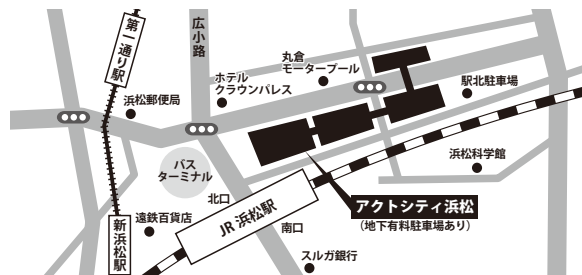 第一通り駅
広小路
浜松郵便局
ホテル
クラウンパレス
丸倉
モータープール
駅北駐車場
浜松科学館
バス
ターミナル
北口
JR 浜松駅
南口
アクトシティ浜松
（地下有料駐車場あり）
遠鉄百貨店
新浜松駅
スルガ銀行